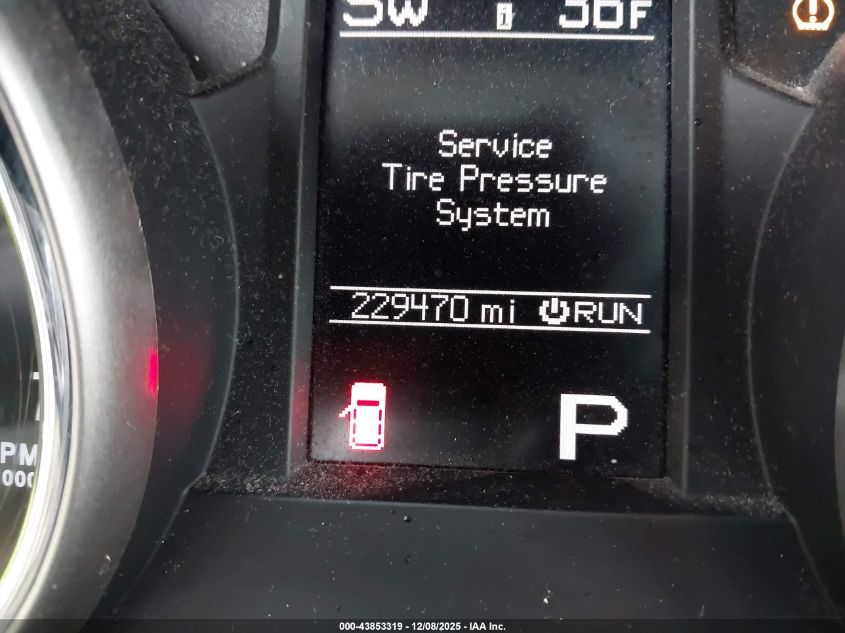 SW i 36F
Service
Tire Pressure
System
229470 mi RUN
P
000-43853319 • 12/08/2025 - IAA Inc.